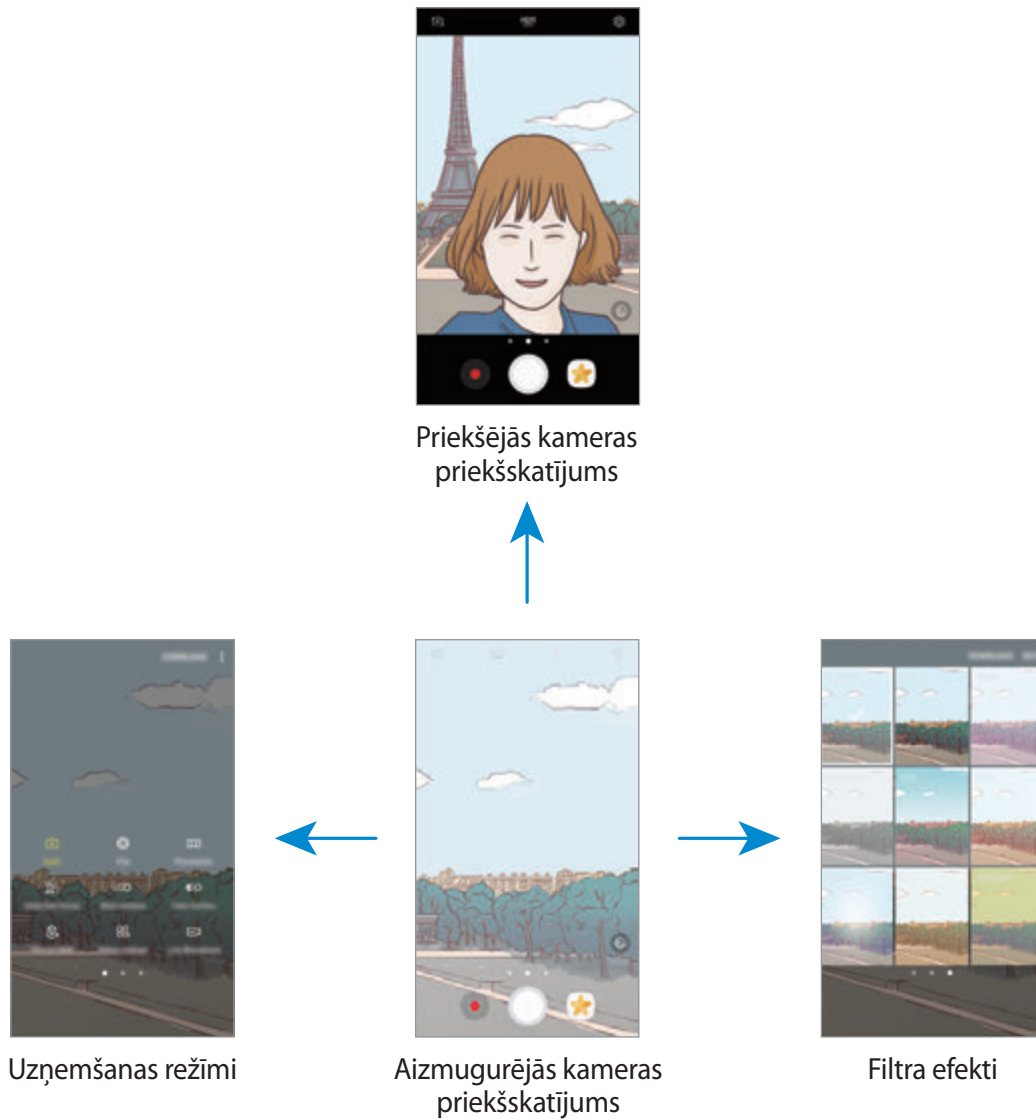 Priekšējās kameras
priekšskatījums
Uzņemšanas režīmi
Aizmugurējās kameras
priekšskatījums
Filtra efekti